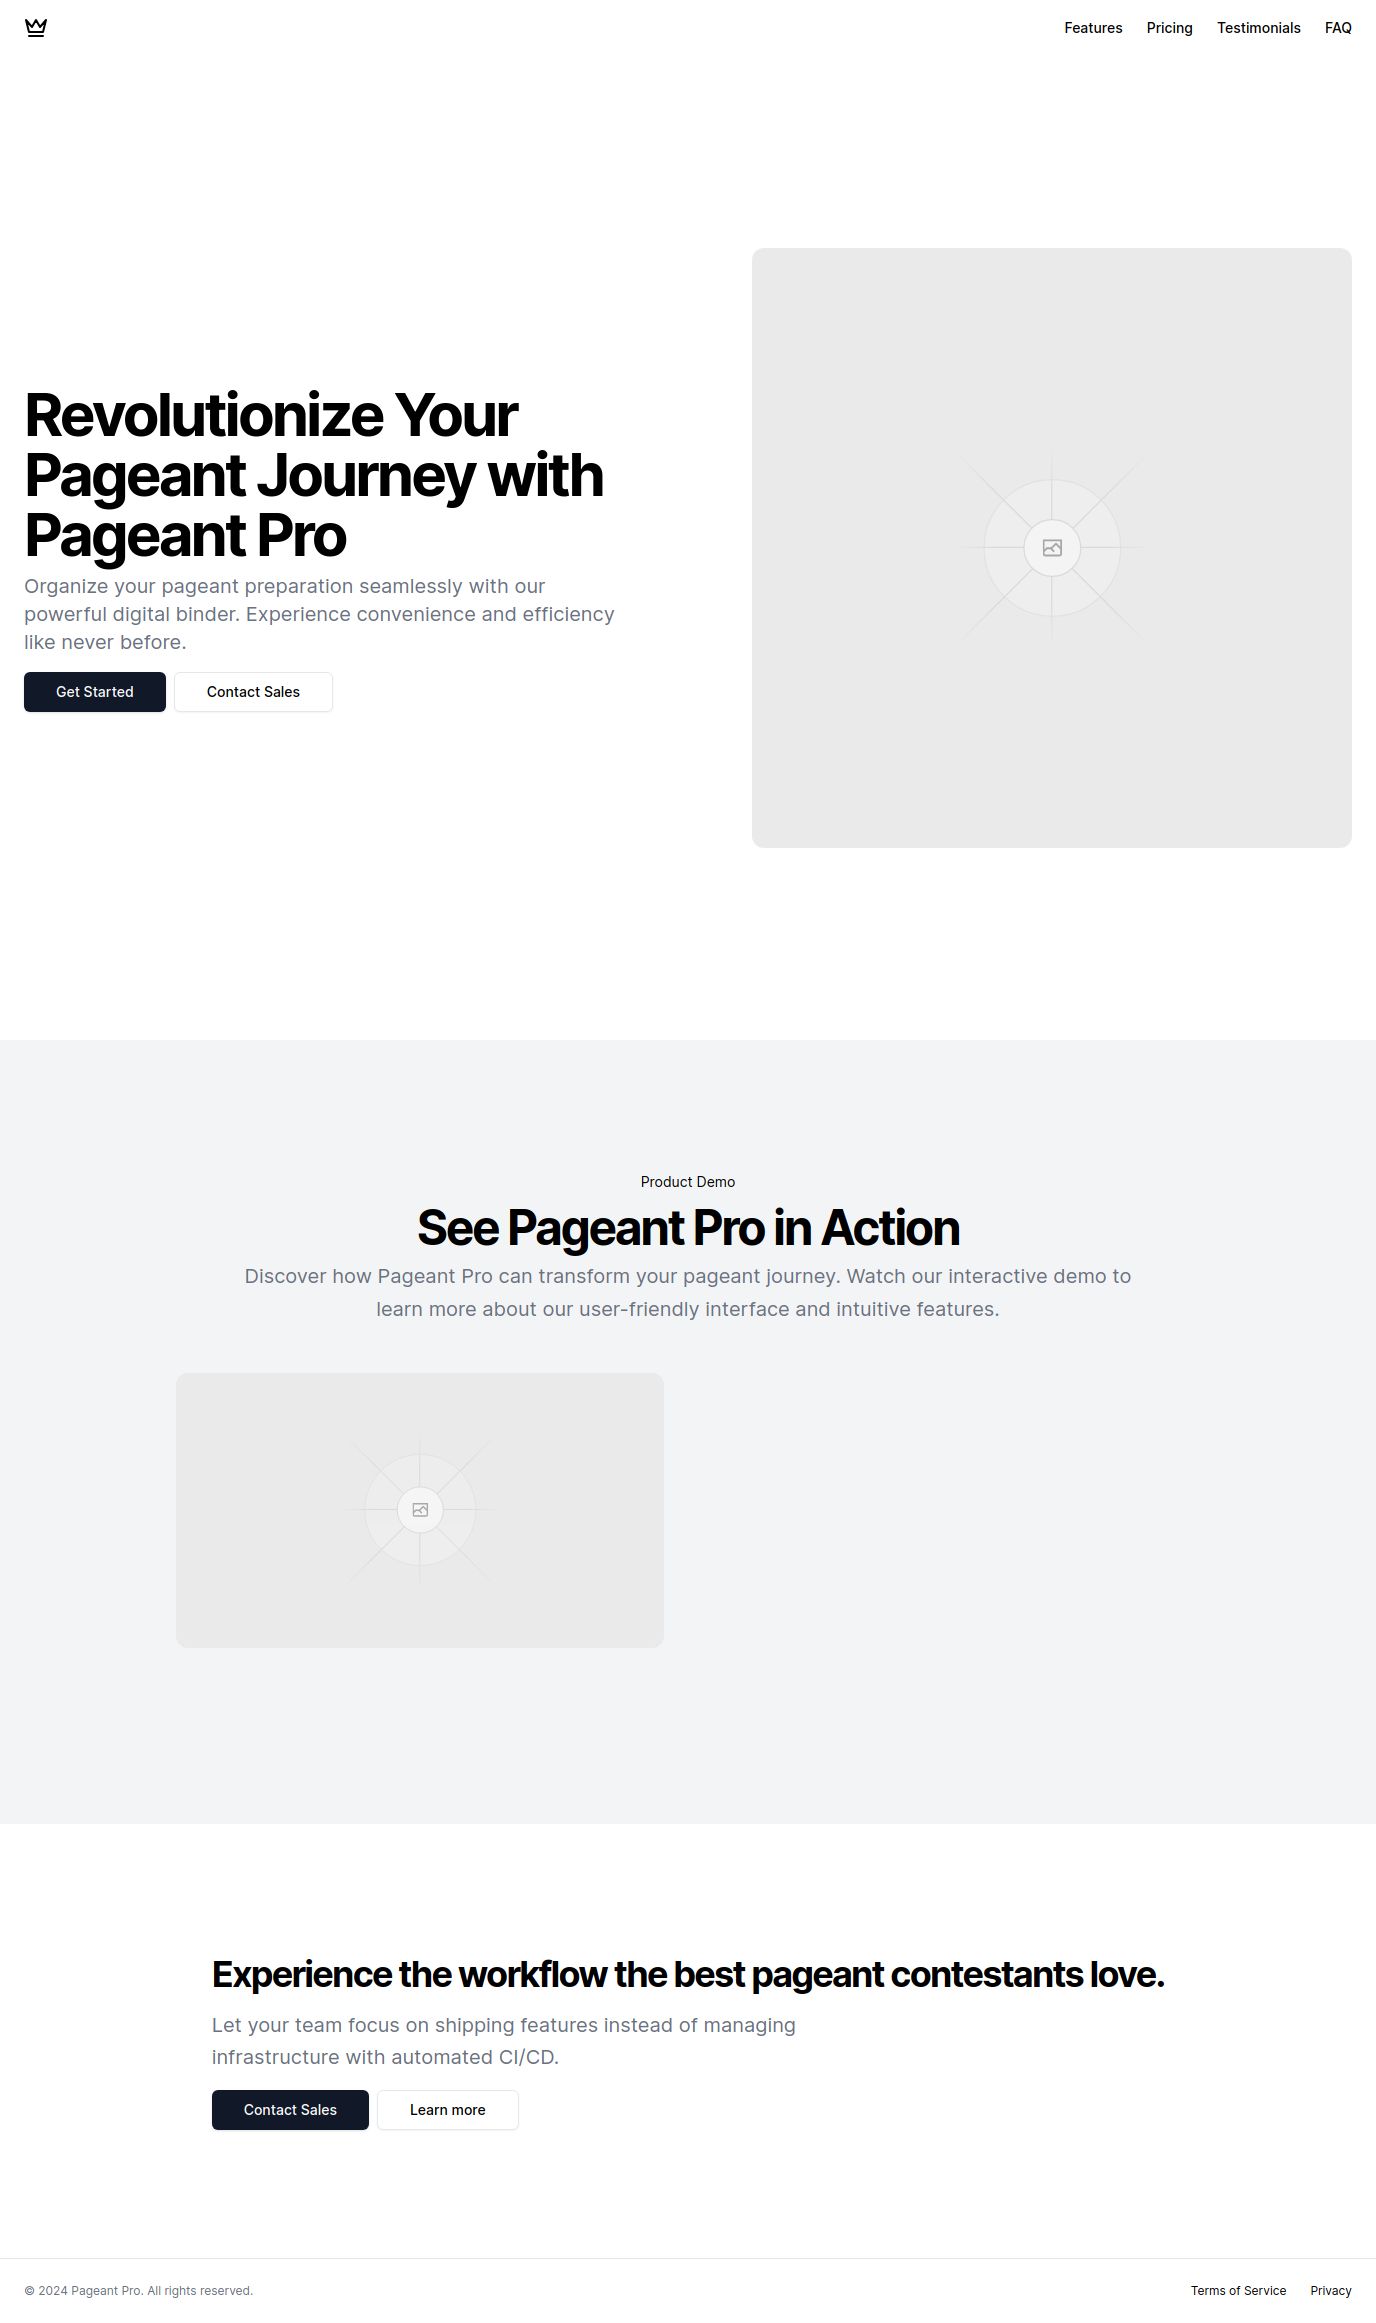 Features Pricing Testimonials FAQ
Revolutionize Your
Pageant Journey with
Pageant Pro
Organize your pageant preparation seamlessly with our
powerful digital binder. Experience convenience and efficiency
like never before.
Get Started Contact Sales
Product Demo
See Pageant Pro in Action
Discover how Pageant Pro can transform your pageant journey. Watch our interactive demo to
learn more about our user-friendly interface and intuitive features.
Experience the workflow the best pageant contestants love.
Let your team focus on shipping features instead of managing
infrastructure with automated CI/CD.
Contact Sales Learn more
© 2024 Pageant Pro. All rights reserved. Terms of Service Privacy